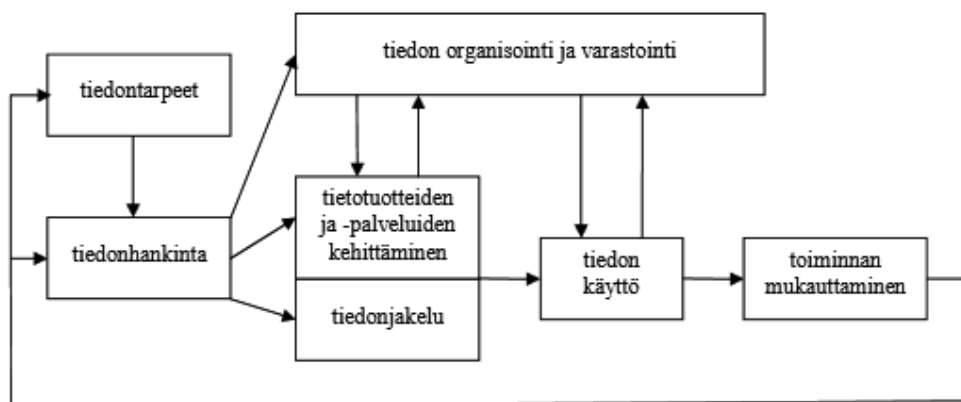 tiedon organisointi ja varastointi
tiedontarpeet
tietotuotteiden
ja -palveluiden
kehittäminen
tiedonhankinta
tiedonjakelu
tiedon
käyttö
toiminnan
mukauttaminen